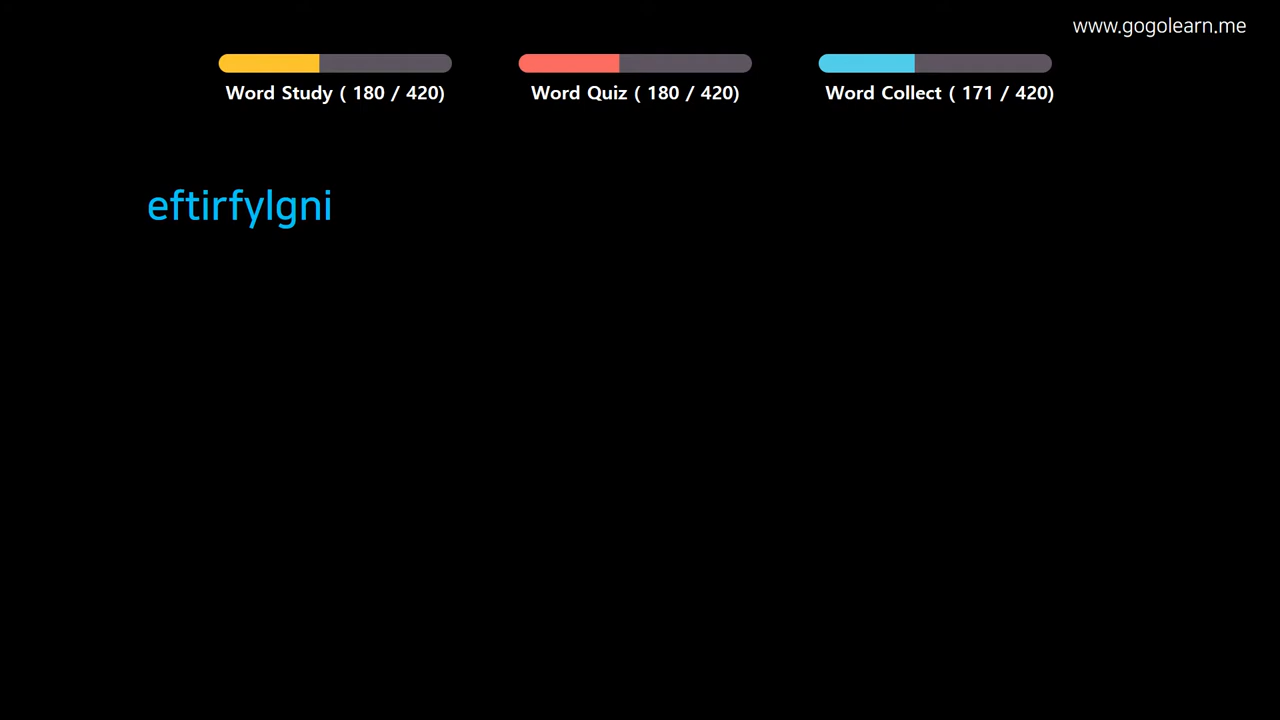 www.gogolearn.me
Word Study ( 180 / 420)
Word Quiz ( 180 / 420)
Word Collect ( 171 / 420)
eftirfylgni